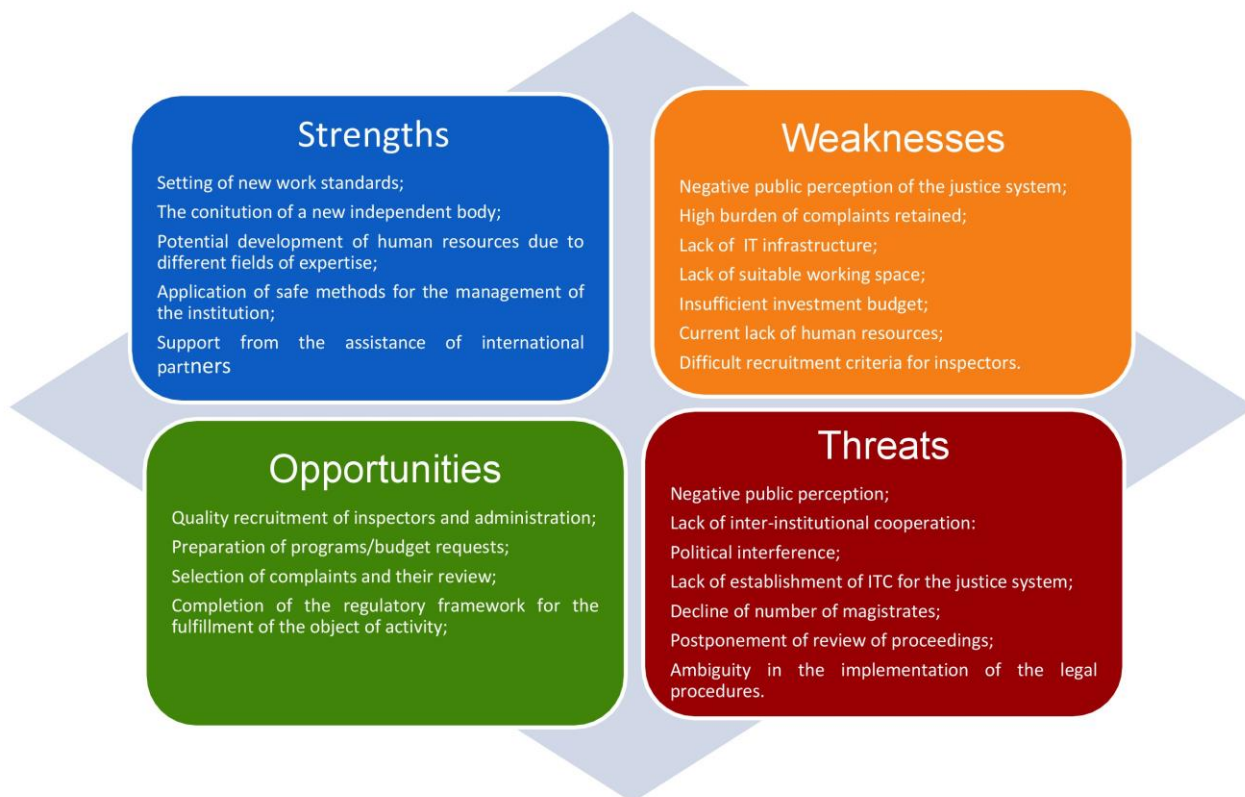 Strengths
Setting of new work standards;
The conitution of a new independent body;
Potential development of human resources due to
different fields of expertise;
Application of safe methods for the management of
the institution;
Support from the assistance of international
partners
Weaknesses
Negative public perception of the justice system;
High burden of complaints retained;
Lack of IT infrastructure;
Lack of suitable working space;
Insufficient investment budget;
Current lack of human resources;
Difficult recruitment criteria for inspectors.
Opportunities
Quality recruitment of inspectors and administration;
Preparation of programs/budget requests;
Selection of complaints and their review;
Completion of the regulatory framework for the
fulfillment of the object of activity;
Threats
Negative public perception;
Lack of inter-institutional cooperation:
Political interference;
Lack of establishment of ITC for the justice system;
Decline of number of magistrates;
Postponement of review of proceedings;
Ambiguity in the implementation of the legal
procedures.